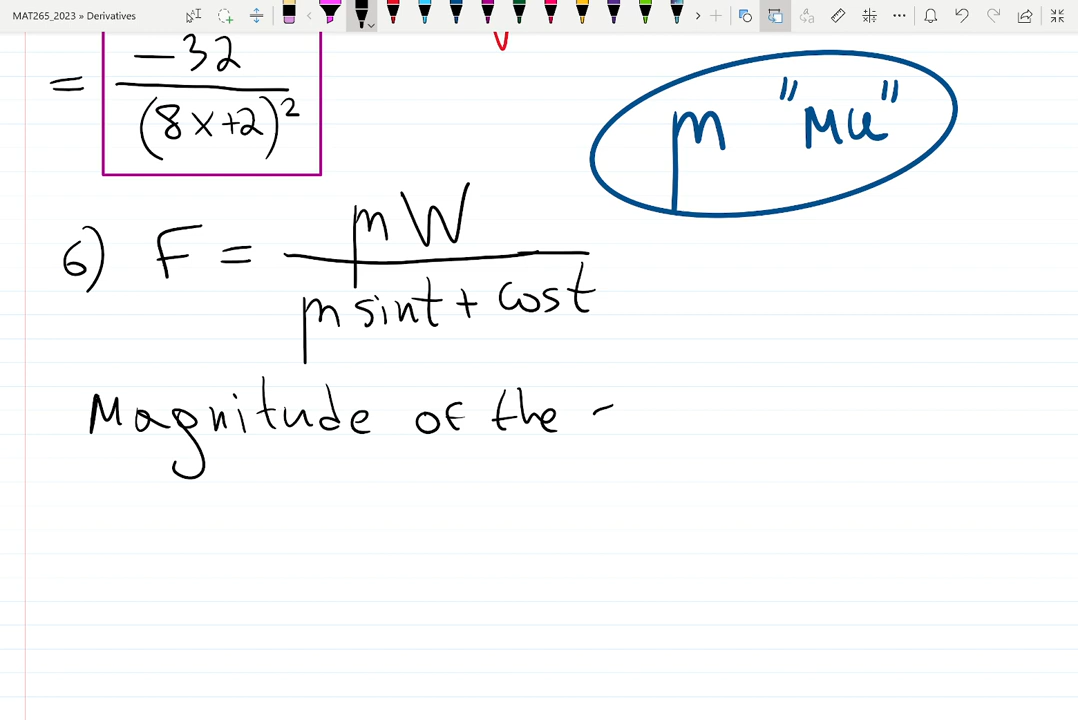 MAT265_2023 » Derivatives
= -32 / (8x+2)²
μ "Mu"
6) F = μW / μ sint + cost
Magnitude of the